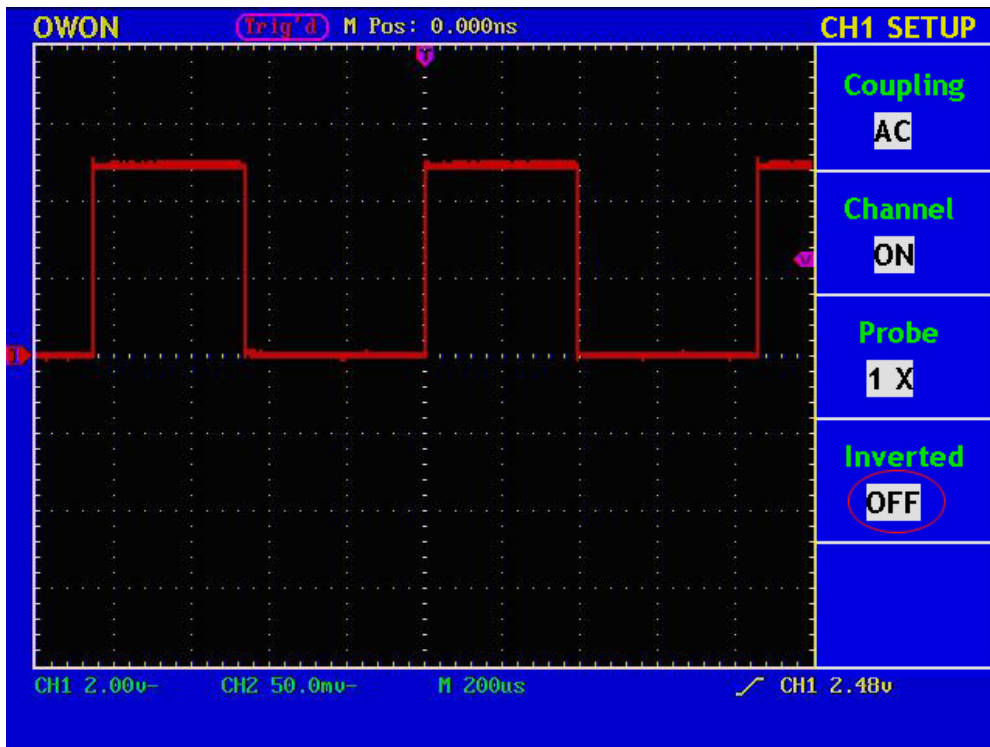 OWON Trig'd M Pos: 0.000ns CH1 SETUP
T
Coupling
AC
Channel
ON
Probe
1 X
Inverted
OFF
1
CH1 2.00v- CH2 50.0mv- M 200us CH1 2.48v